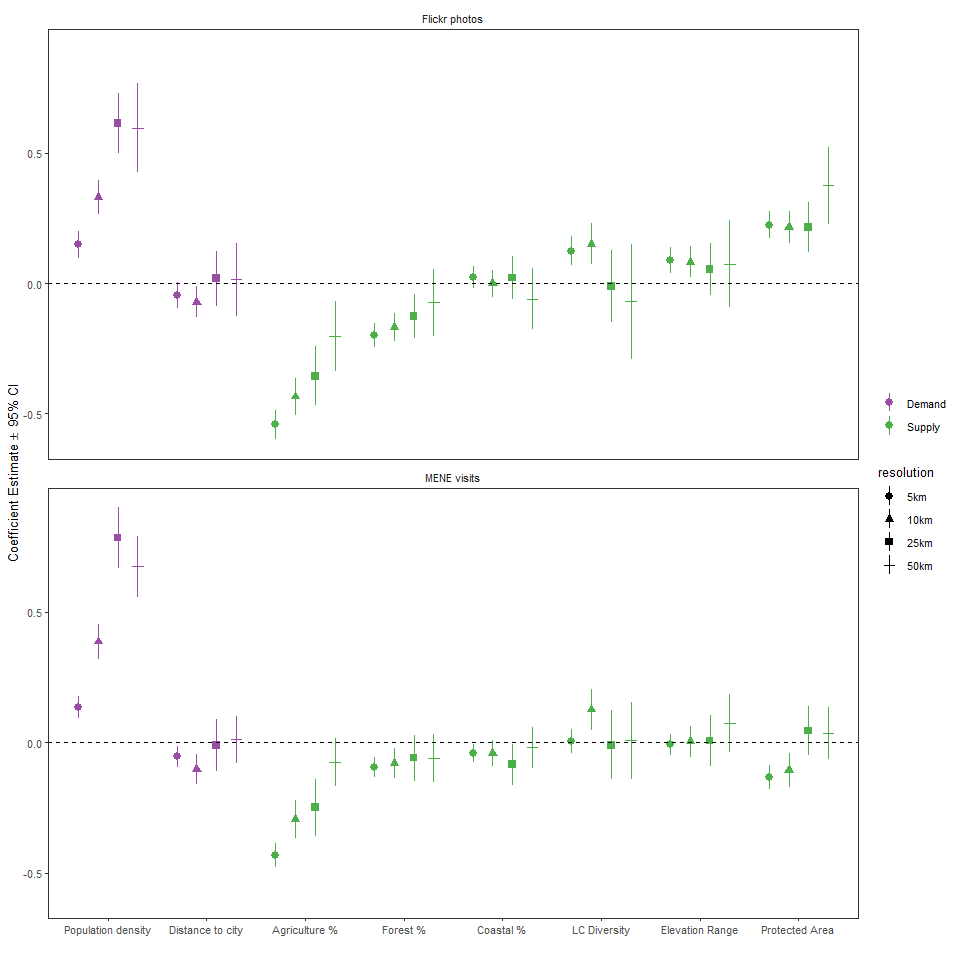 Flickr photos
0.5
0.0
-0.5
MENE visits
0.5
0.0
-0.5
Coefficient Estimate ± 95% CI
Population density
Distance to city
Agriculture %
Forest %
Coastal %
LC Diversity
Elevation Range
Protected Area
Demand
Supply
resolution
5km
10km
25km
50km